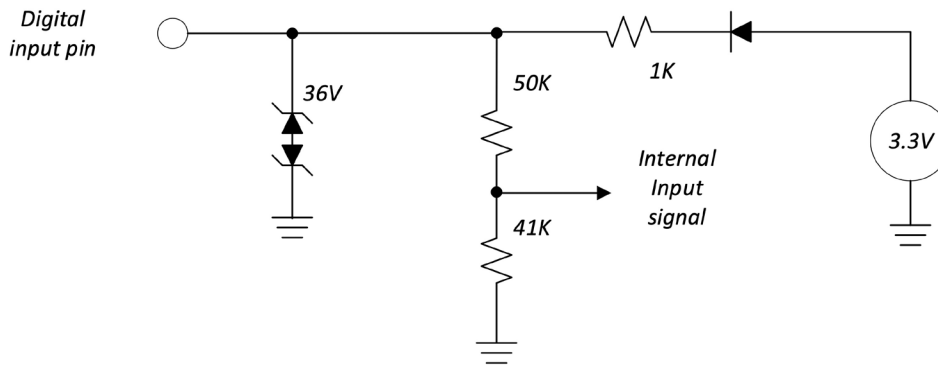 Digital
input pin
36V
50K
1K
3.3V
Internal
Input
signal
41K